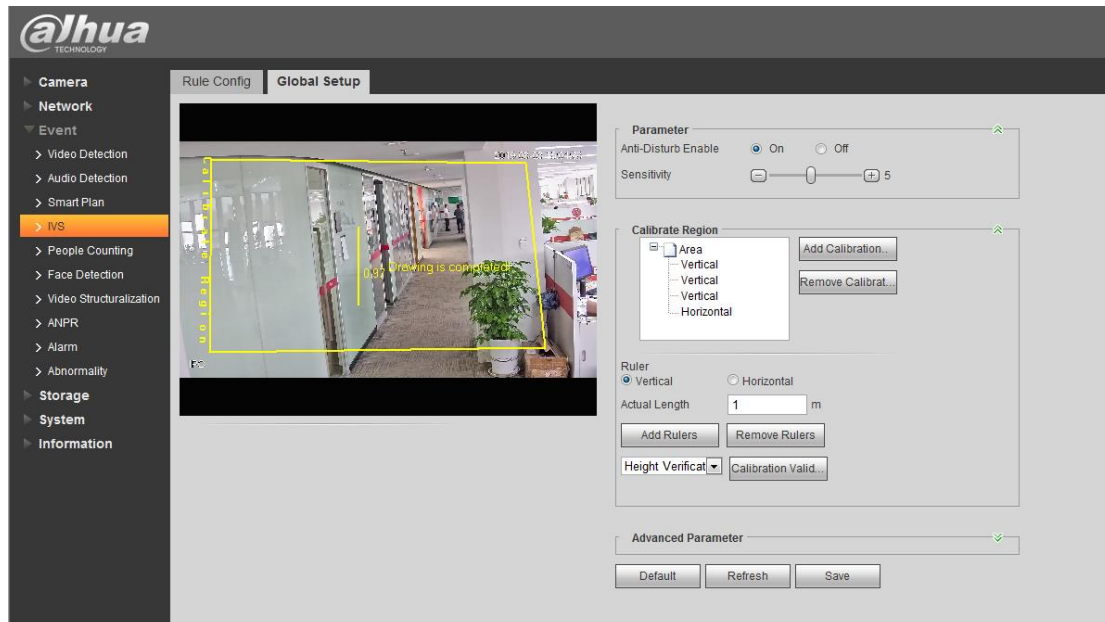 alhua
TECHNOLOGY
Camera
Network
Event
Video Detection
Audio Detection
Smart Plan
IVS
People Counting
Face Detection
Video Structuralization
ANPR
Alarm
Abnormality
Storage
System
Information
Rule Config
Global Setup
Calibrate Region
0.97
Drawing is completed!
Parameter
Anti-Disturb Enable
On
Off
Sensitivity
5
Calibrate Region
Area
Vertical
Vertical
Vertical
Horizontal
Add Calibration..
Remove Calibrat...
Ruler
Vertical
Horizontal
Actual Length
1
m
Add Rulers
Remove Rulers
Height Verificat
Calibration Valid...
Advanced Parameter
Default
Refresh
Save